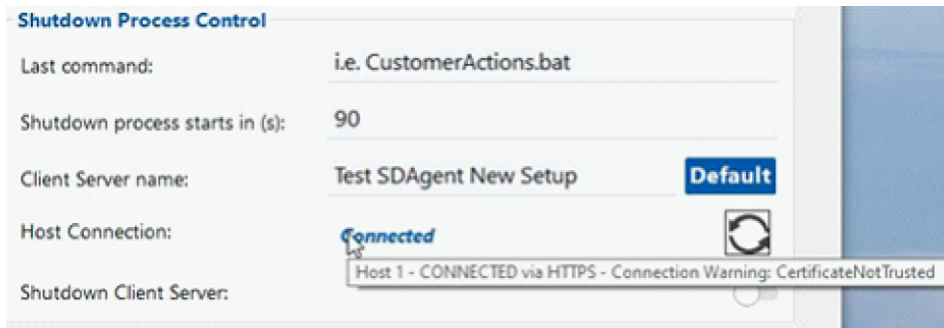 Shutdown Process Control
Last command: i.e. CustomerActions.bat
Shutdown process starts in (s): 90
Client Server name: Test SDAgent New Setup Default
Host Connection: Connected
Host 1 - CONNECTED via HTTPS - Connection Warning: CertificateNotTrusted
Shutdown Client Server: